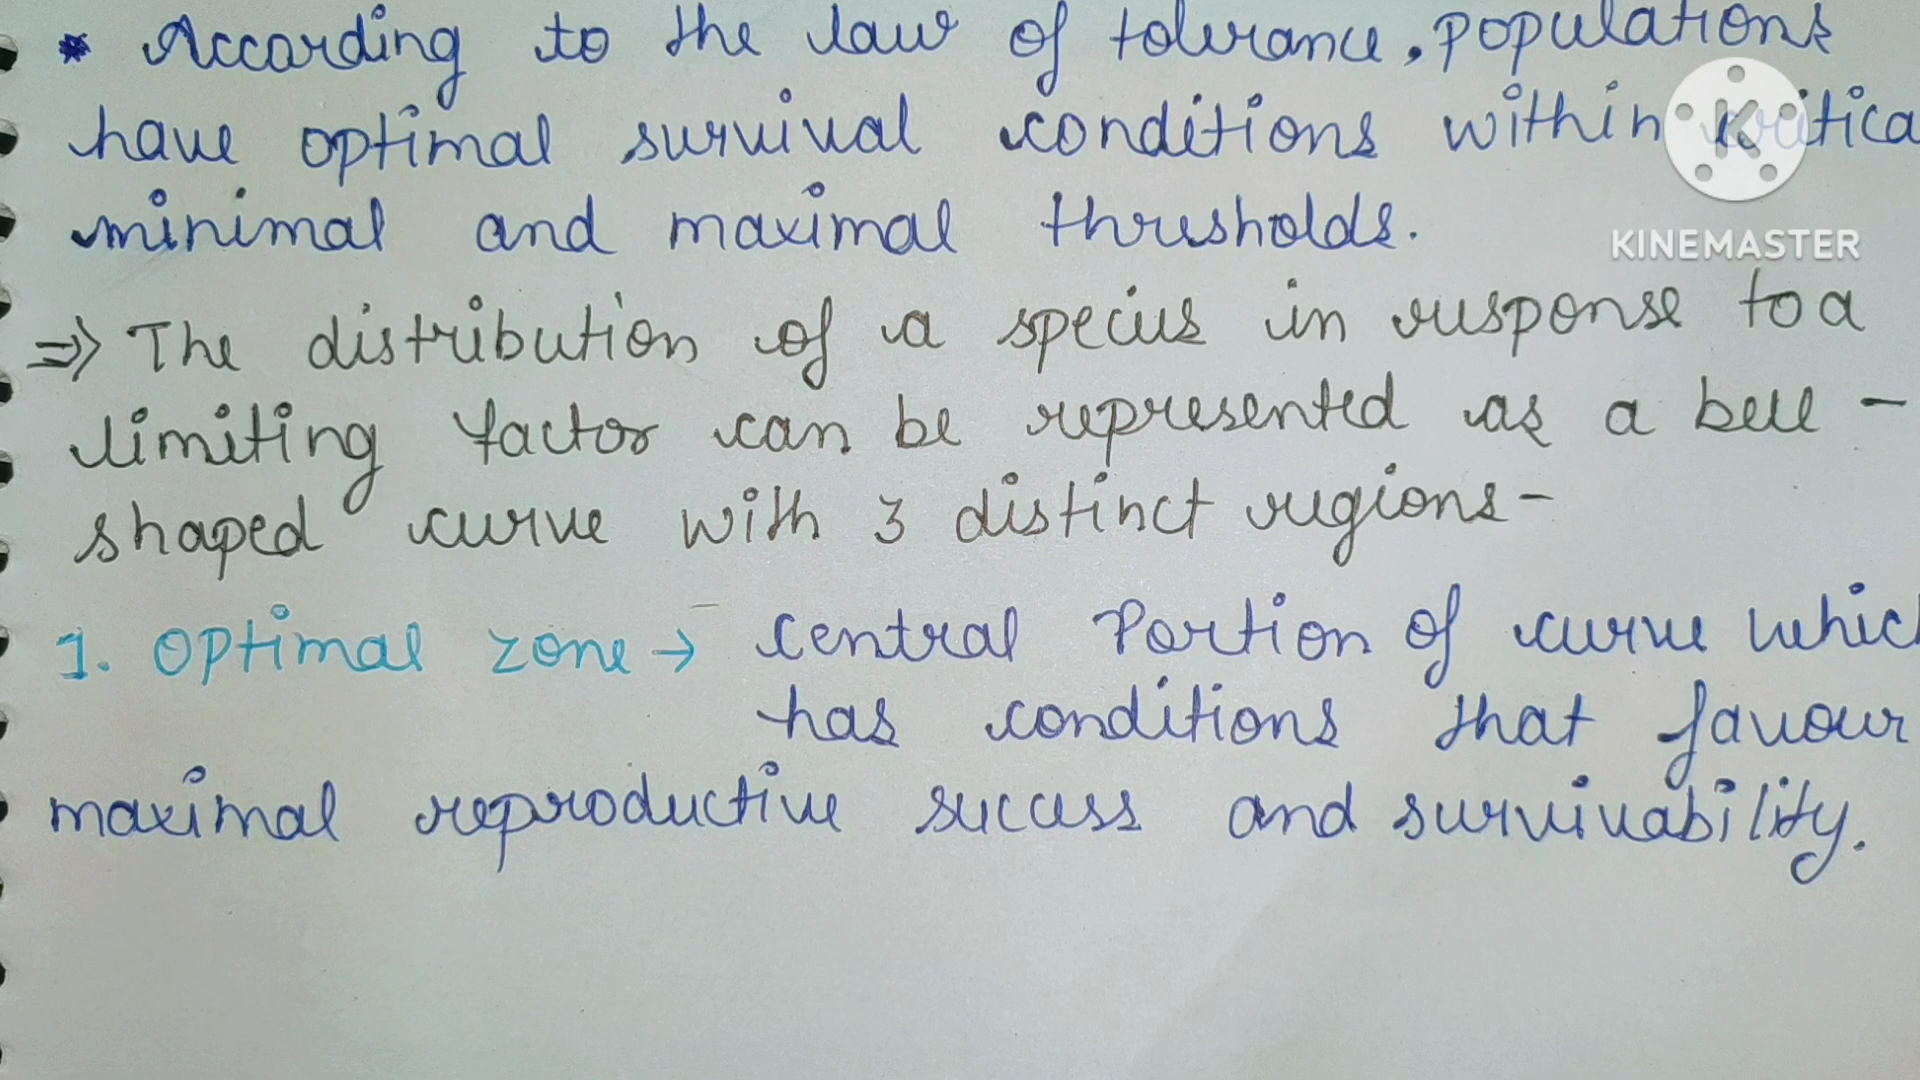 * According to the law of tolerance, populations
have optimal survival conditions within critica
minimal and maximal thresholds.
⇒ The distribution of a species in response to a
limiting factor can be represented as a bell -
shaped curve with 3 distinct regions-
1. Optimal zone → Central Portion of curve which
has conditions that favour
maximal reproductive success and survivability.
K
KINEMASTER